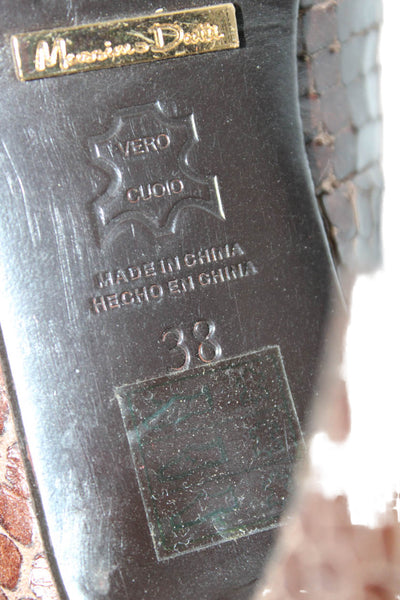 Massimo Dutti
VERO
CUOIO
MADE IN CHINA
HECHO EN CHINA
38